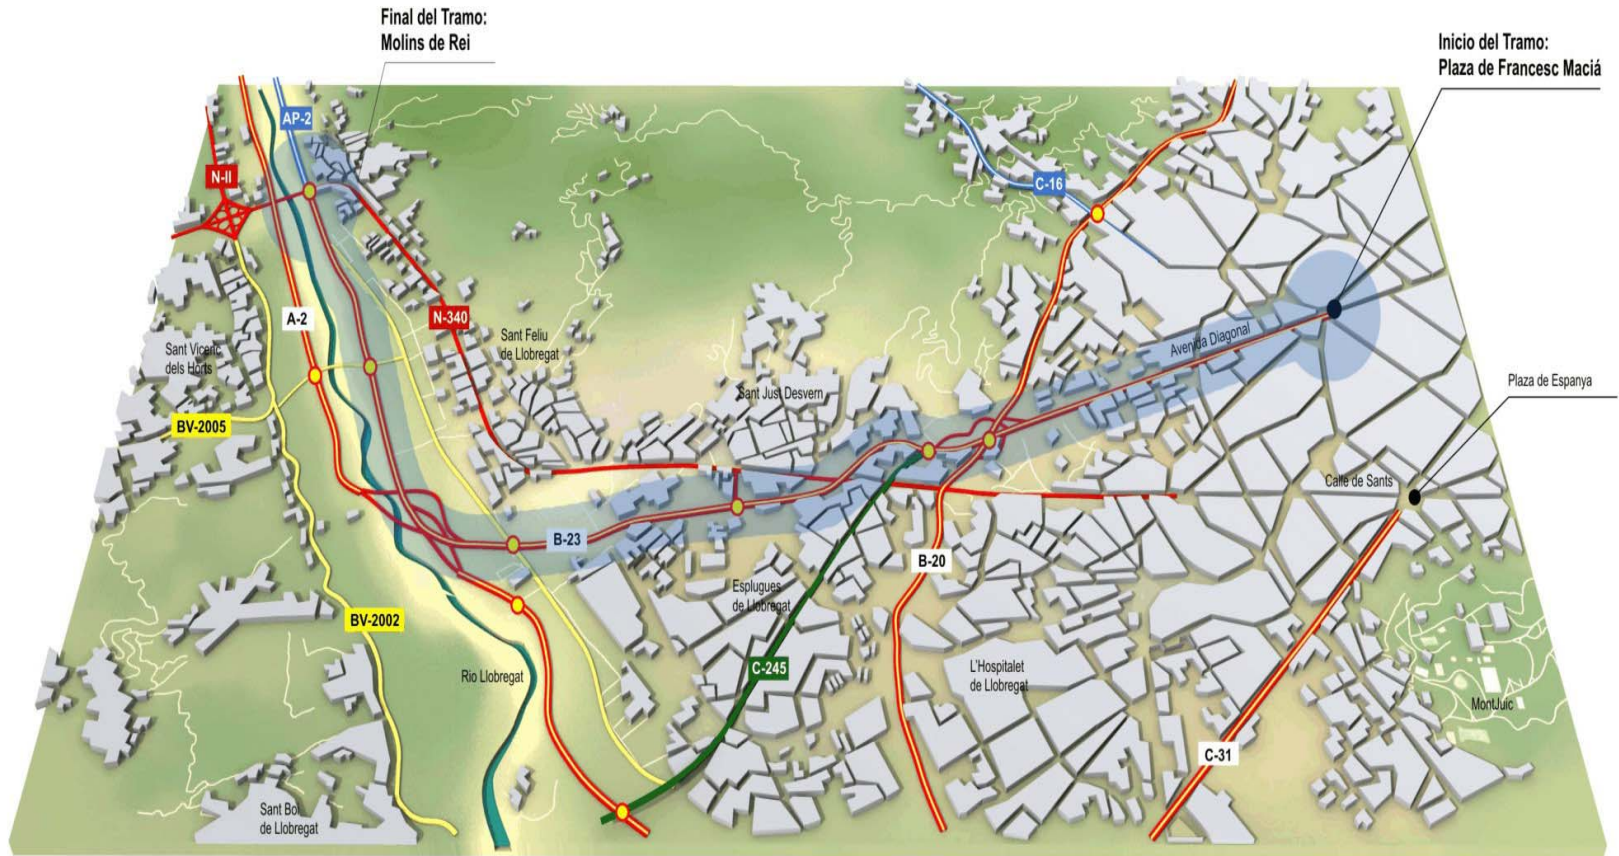 Final del Tramo:
Molins de Rei
Inicio del Tramo:
Plaza de Francesc Maciá
AP-2
N-II
C-16
A-2
N-340
Sant Feliu
de Llobregat
Sant Viceric
dels Horts
Avenida Diagonal
Plaza de Espanya
Sant Just Desvern
BV-2005
Calle de Sants
B-23
B-20
Esplugues
de Llobregat
BV-2002
C-245
Rio Llobregat
L'Hospitalet
de Llobregat
MontJuic
C-31
Sant Boi
de Llobregat